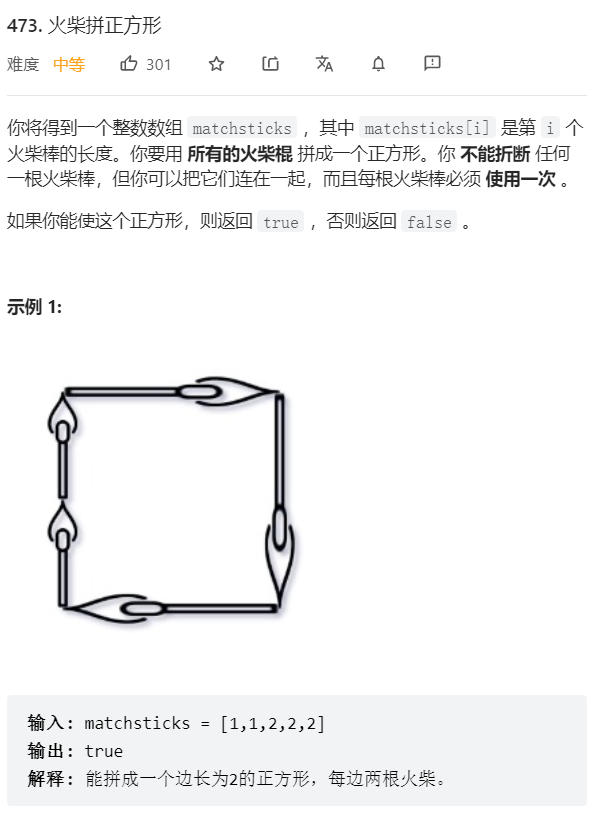 473. 火柴拼正方形
难度 中等 301
你将得到一个整数数组 matchsticks ，其中 matchsticks[i] 是第 i 个
火柴棒的长度。你要用 所有的火柴棍 拼成一个正方形。你 不能折断 任何
一根火柴棒，但你可以把它们连在一起，而且每根火柴棒必须 使用一次 。
如果你能使这个正方形，则返回 true ，否则返回 false 。
示例 1:
输入: matchsticks = [1,1,2,2,2]
输出: true
解释: 能拼成一个边长为2的正方形，每边两根火柴。